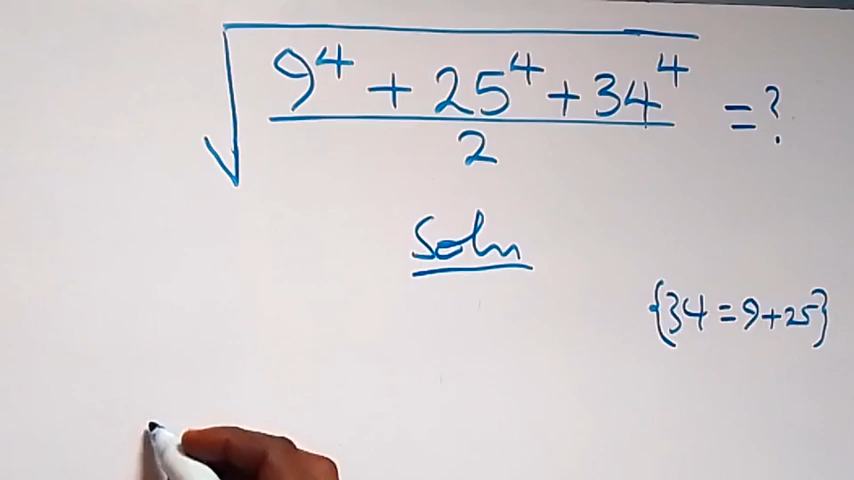 √((9⁴ + 25⁴ + 34⁴)/2) = ?
Soln
{34 = 9+25}